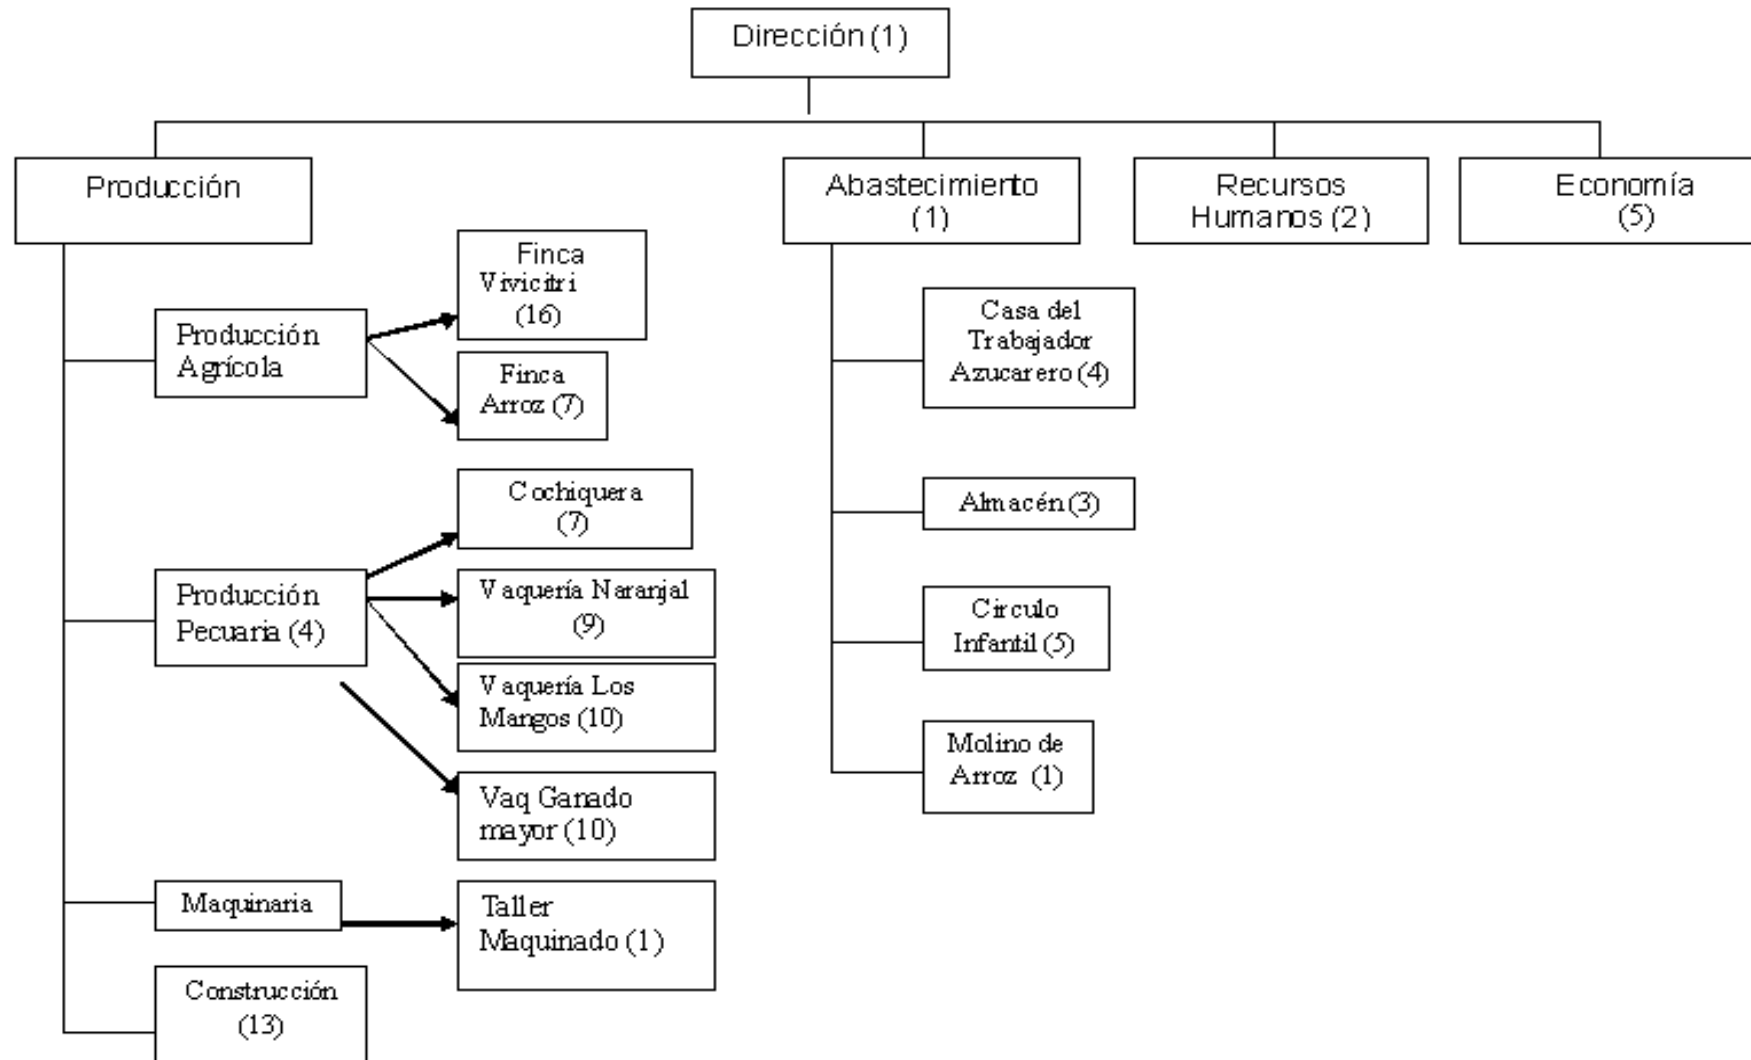 Dirección (1)
Producción
Abastecimiento
(1)
Recursos
Humanos (2)
Economía
(5)
Finca
Vivicitri
(16)
Producción
Agrícola
Finca
Arroz (7)
Cochiquera
(7)
Producción
Pecuaria (4)
Vaquería Naranjal
(9)
Vaquería Los
Mangos (10)
Vaq Ganado
mayor (10)
Maquinaria
Taller
Maquinado (1)
Construcción
(13)
Casa del
Trabajador
Azucarero (4)
Almacén (3)
Circulo
Infantil (5)
Molino de
Arroz (1)